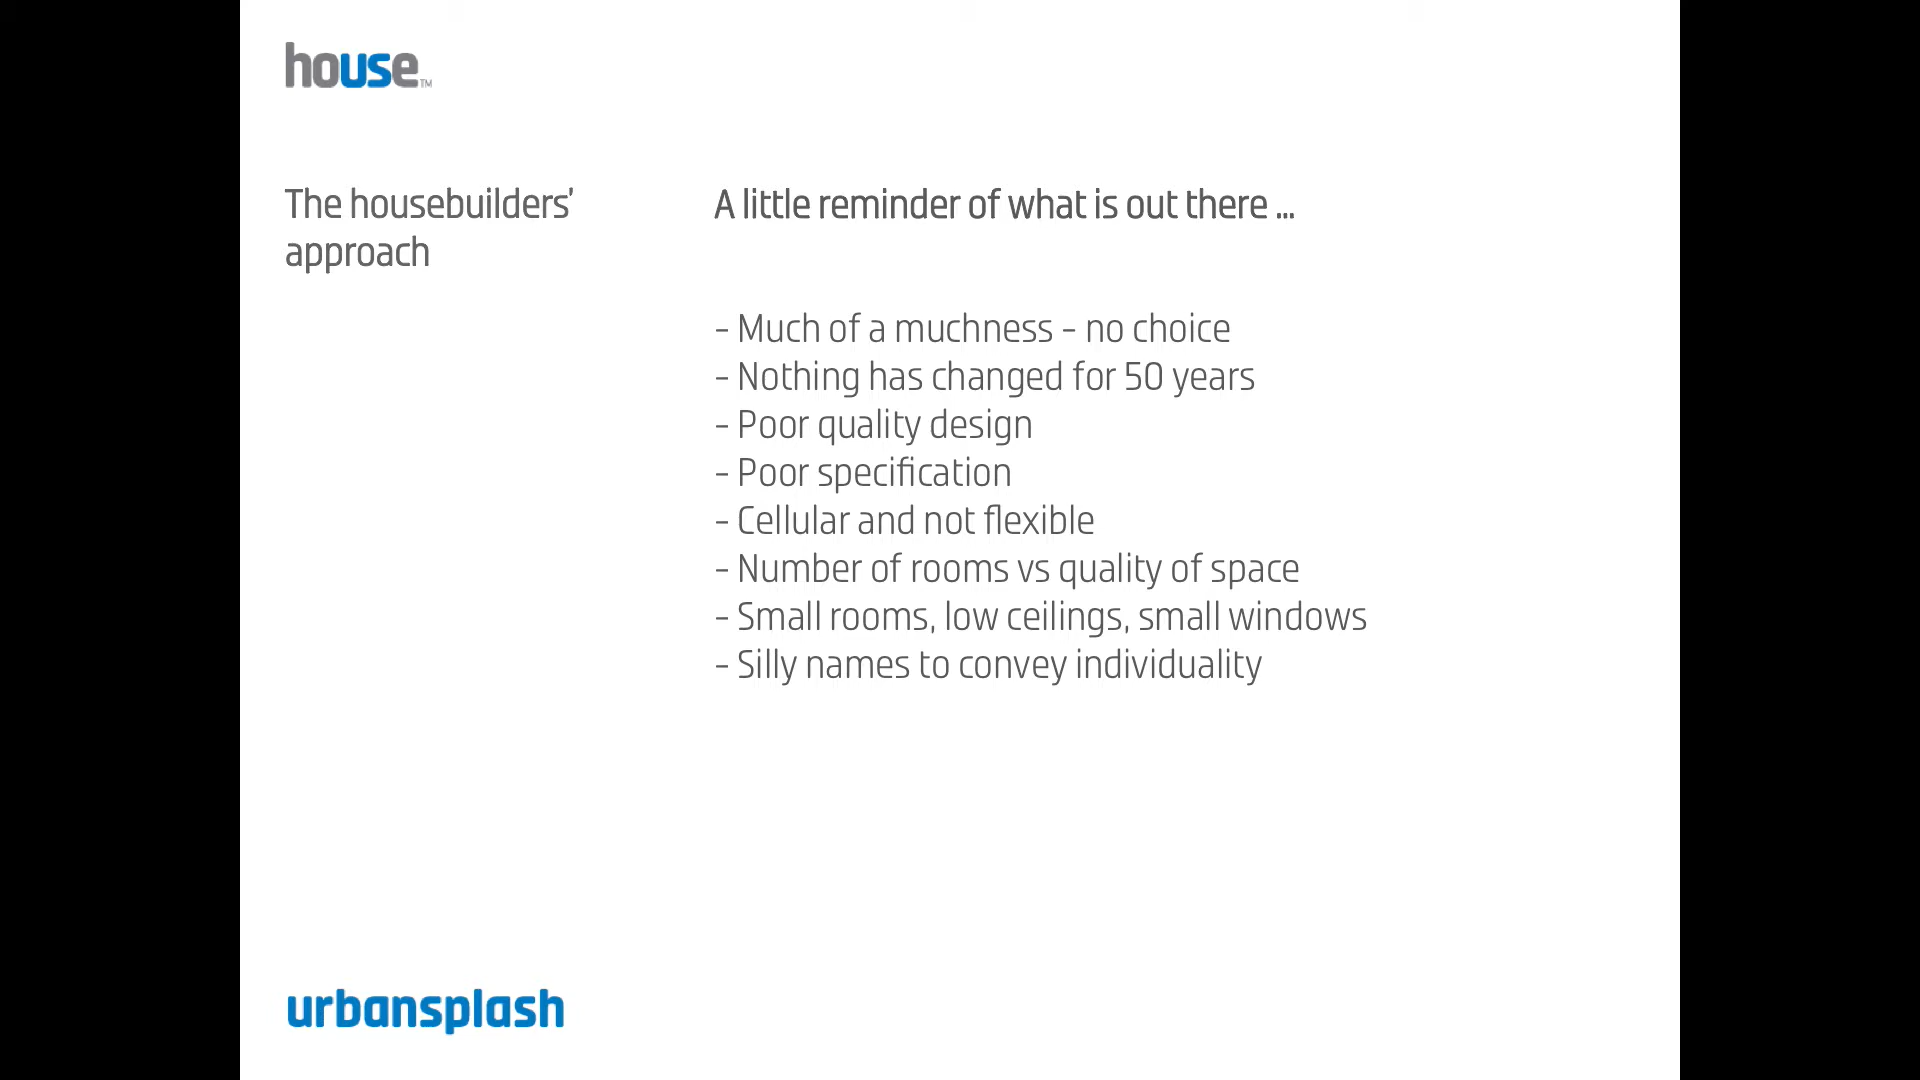 house™
The housebuilders’
approach
A little reminder of what is out there ...
– Much of a muchness – no choice
– Nothing has changed for 50 years
– Poor quality design
– Poor specification
– Cellular and not flexible
– Number of rooms vs quality of space
– Small rooms, low ceilings, small windows
– Silly names to convey individuality
urbansplash